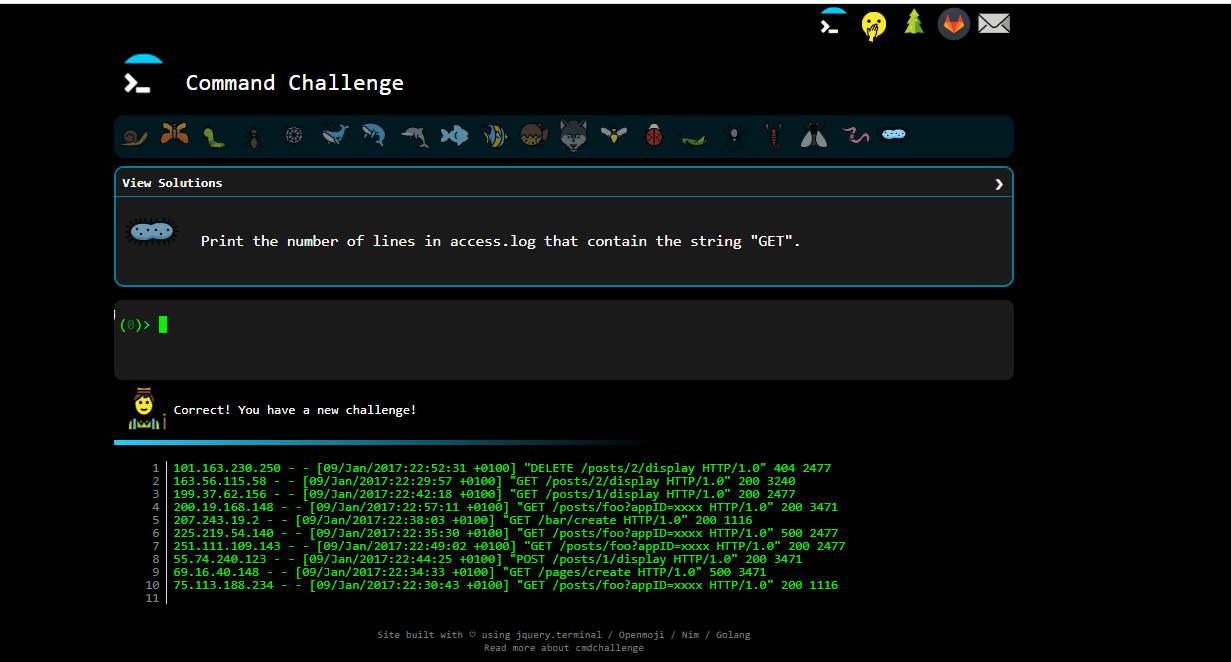 Command Challenge
View Solutions ❯
Print the number of lines in access.log that contain the string "GET".
(0)>
Correct! You have a new challenge!
1 101.163.230.250 - - [09/Jan/2017:22:52:31 +0100] "DELETE /posts/2/display HTTP/1.0" 404 2477
2 163.56.115.58 - - [09/Jan/2017:22:29:57 +0100] "GET /posts/2/display HTTP/1.0" 200 3240
3 199.37.62.156 - - [09/Jan/2017:22:42:18 +0100] "GET /posts/1/display HTTP/1.0" 200 2477
4 200.19.168.148 - - [09/Jan/2017:22:57:11 +0100] "GET /posts/foo?appID=xxxx HTTP/1.0" 200 3471
5 207.243.19.2 - - [09/Jan/2017:22:38:03 +0100] "GET /bar/create HTTP/1.0" 200 1116
6 225.219.54.140 - - [09/Jan/2017:22:35:30 +0100] "GET /posts/foo?appID=xxxx HTTP/1.0" 500 2477
7 251.111.109.143 - - [09/Jan/2017:22:49:02 +0100] "GET /posts/foo?appID=xxxx HTTP/1.0" 200 2477
8 55.74.240.123 - - [09/Jan/2017:22:44:25 +0100] "POST /posts/1/display HTTP/1.0" 200 3471
9 69.16.40.148 - - [09/Jan/2017:22:34:33 +0100] "GET /pages/create HTTP/1.0" 500 3471
10 75.113.188.234 - - [09/Jan/2017:22:30:43 +0100] "GET /posts/foo?appID=xxxx HTTP/1.0" 200 1116
11
Site built with ♡ using jquery.terminal / Openmoji / Nim / Golang
Read more about cmdchallenge